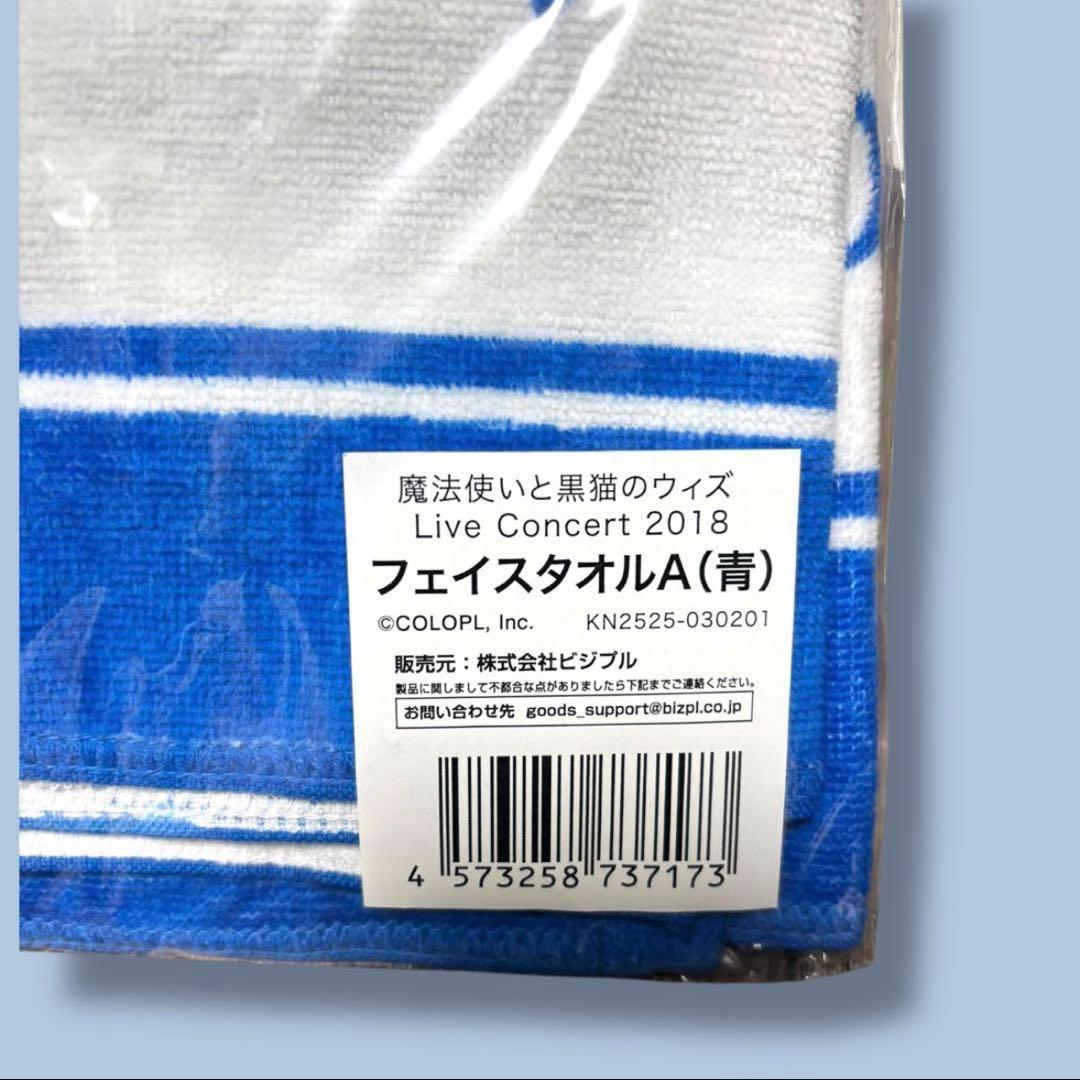 魔法使いと黒猫のウィズ
Live Concert 2018
フェイスタオルA（青）
©COLOPL, Inc. KN2525-030201
販売元：株式会社ビジプル
製品に関しまして不都合な点がありましたら下記までご連絡ください。
お問い合わせ先 goods_support@bizpl.co.jp
4 573258 737173